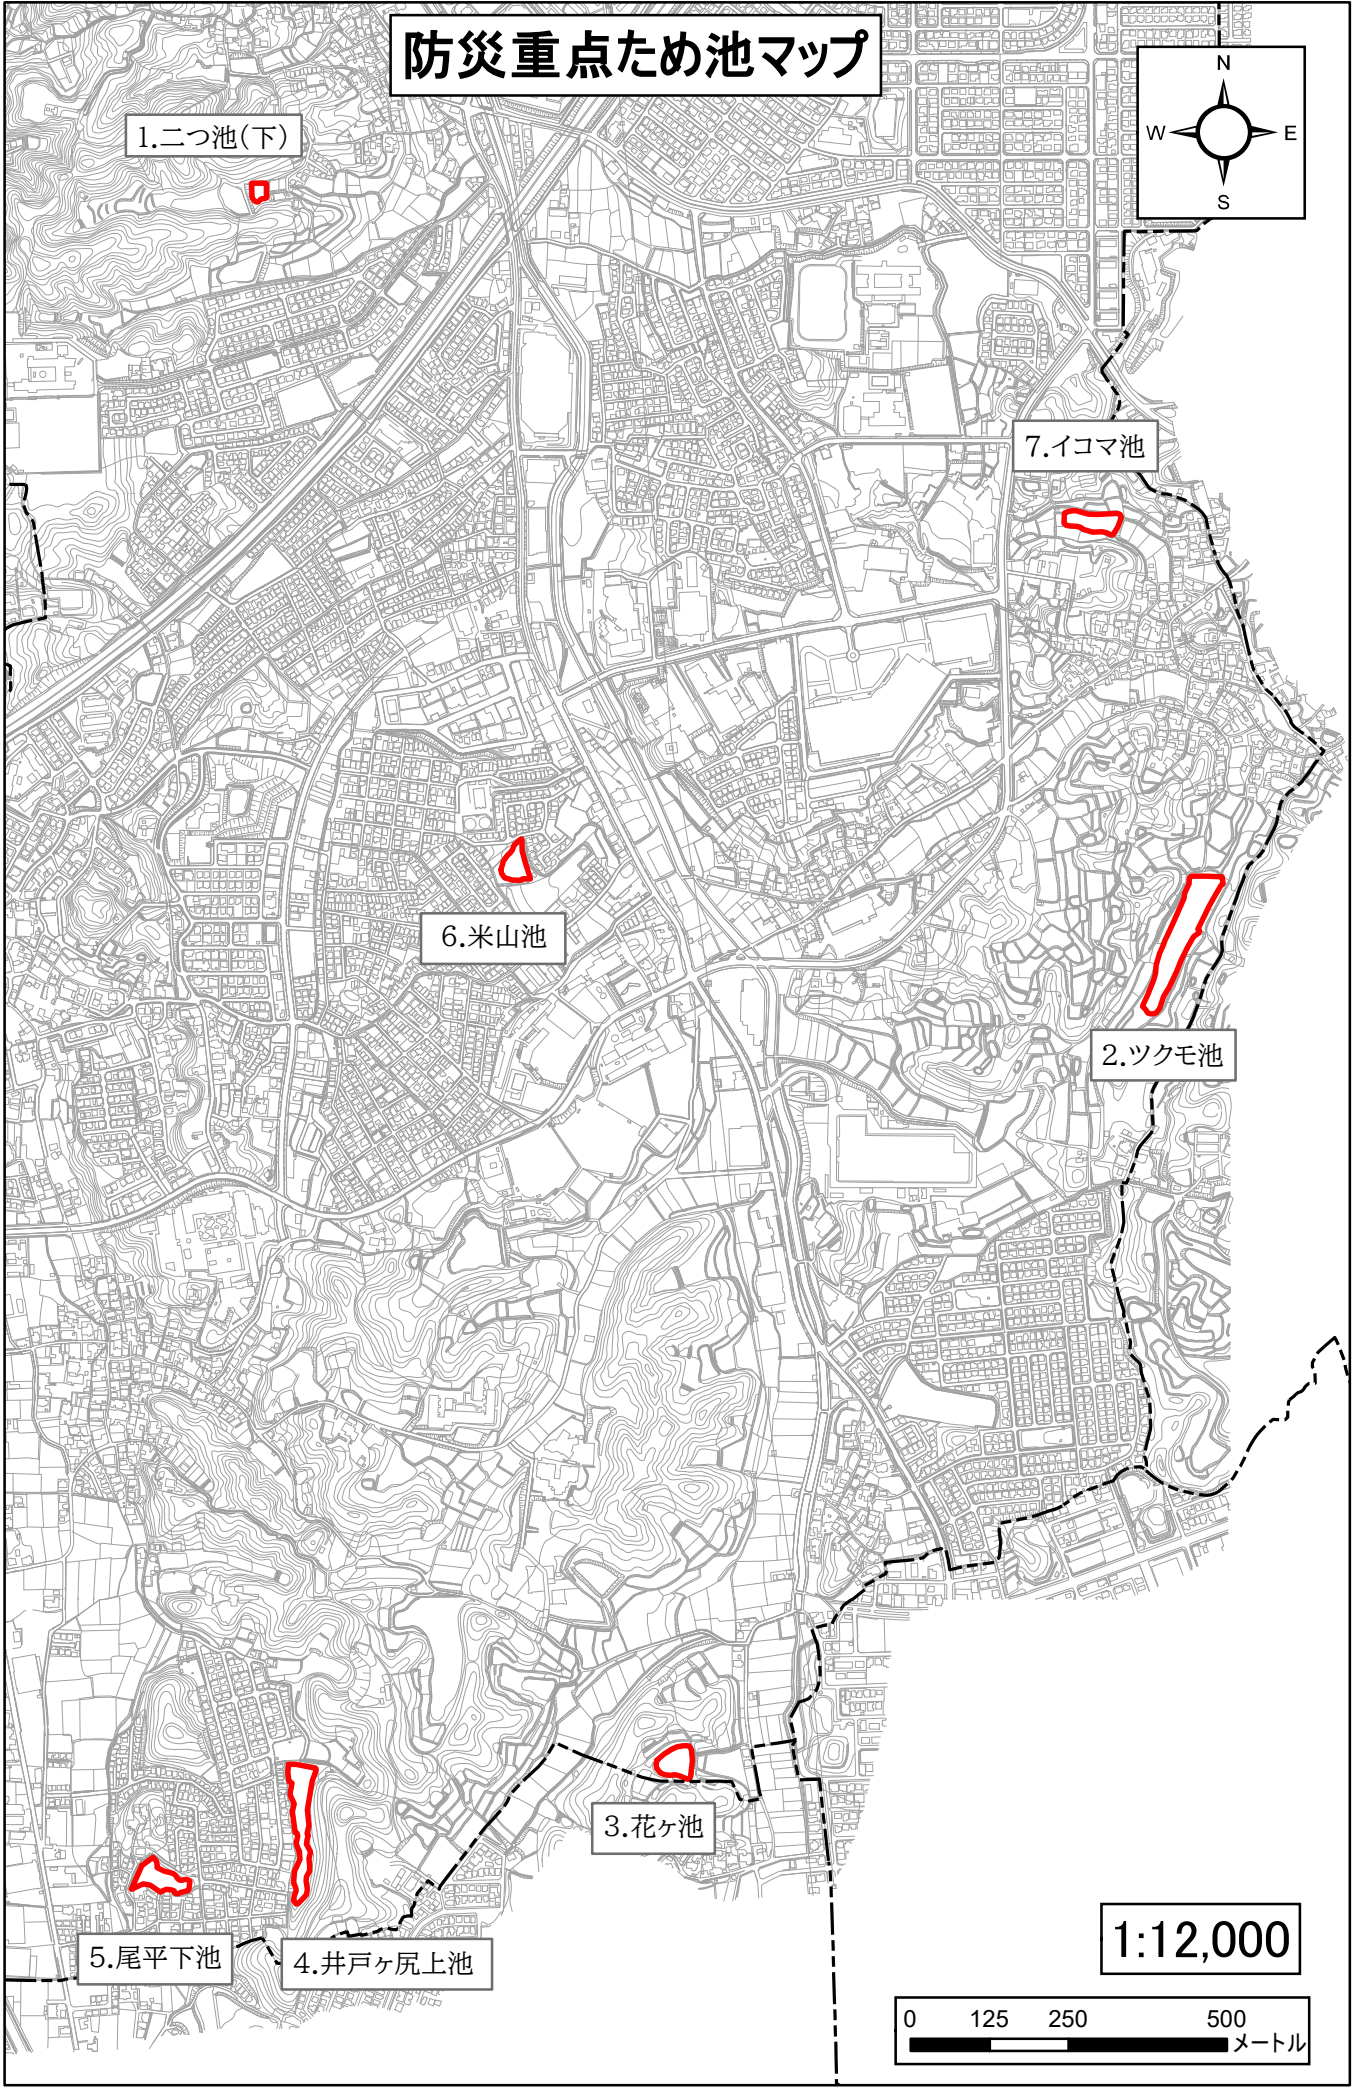 防災重点ため池マップ
N
W
E
S
1.二つ池(下)
7.イコマ池
6.米山池
2.ツクモ池
3.花ヶ池
5.尾平下池
4.井戸ヶ尻上池
1:12,000
0 125 250 500
メートル